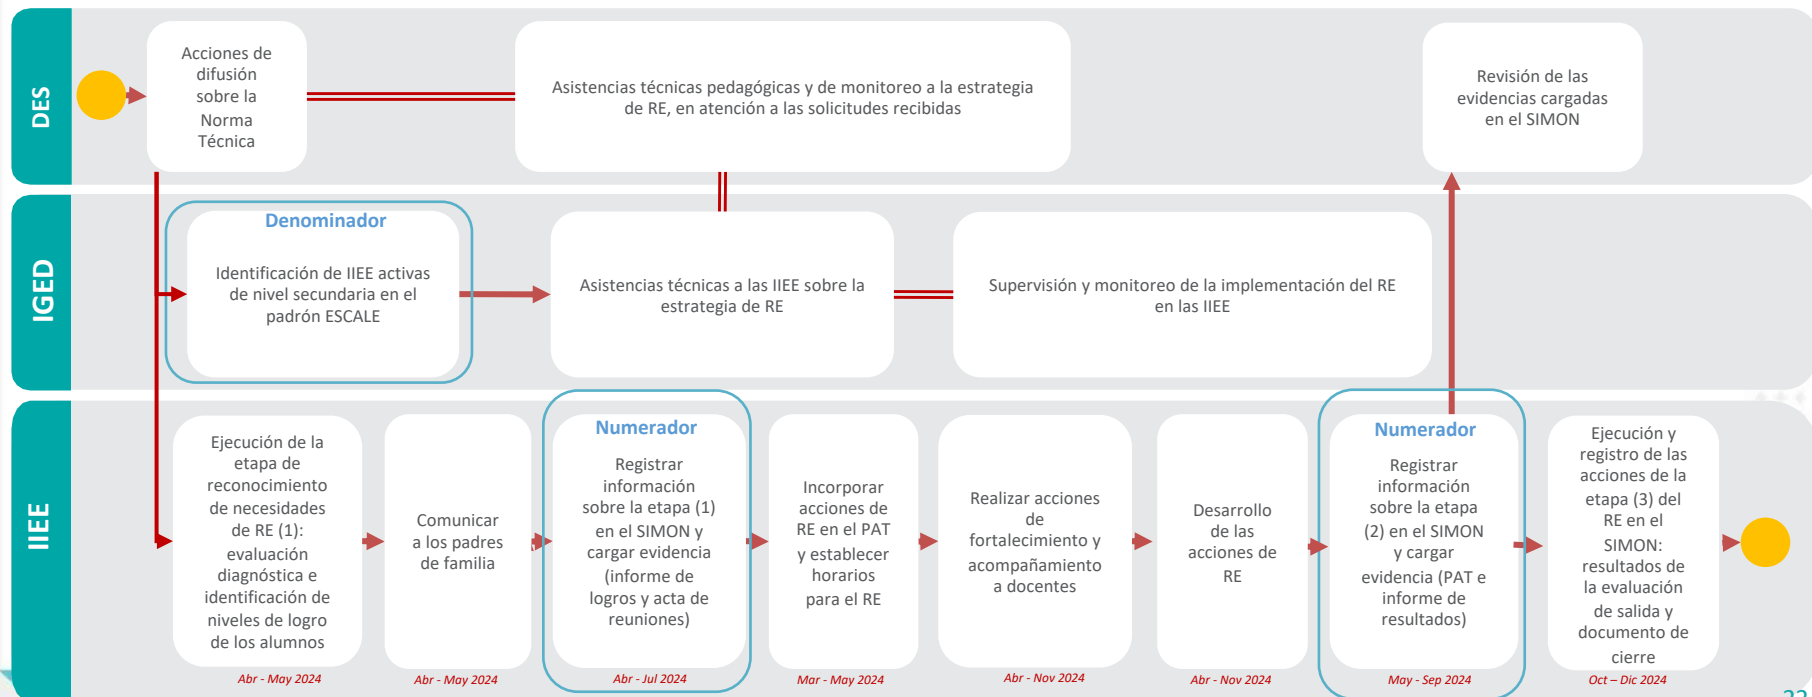 DES
Acciones de
difusión
sobre la
Norma
Técnica
Asistencias técnicas pedagógicas y de monitoreo a la estrategia
de RE, en atención a las solicitudes recibidas
Revisión de las
evidencias cargadas
en el SIMON
IGED
Denominador
Identificación de IIEE activas
de nivel secundaria en el
padrón ESCALE
Asistencias técnicas a las IIEE sobre la
estrategia de RE
Supervisión y monitoreo de la implementación del RE
en las IIEE
IIEE
Ejecución de la
etapa de
reconocimiento
de necesidades
de RE (1):
evaluación
diagnóstica e
identificación de
niveles de logro
de los alumnos
Abr - May 2024
Comunicar
a los padres
de familia
Abr - May 2024
Numerador
Registrar
información
sobre la etapa (1)
en el SIMON y
cargar evidencia
(informe de
logros y acta de
reuniones)
Abr - Jul 2024
Incorporar
acciones de
RE en el PAT
y establecer
horarios
para el RE
Mar - May 2024
Realizar acciones
de
fortalecimiento y
acompañamiento
a docentes
Abr - Nov 2024
Desarrollo
de las
acciones de
RE
Abr - Nov 2024
Numerador
Registrar
información
sobre la etapa
(2) en el SIMON
y cargar
evidencia (PAT e
informe de
resultados)
May - Sep 2024
Ejecución y
registro de las
acciones de la
etapa (3) del
RE en el
SIMON:
resultados de
la evaluación
de salida y
documento de
cierre
Oct – Dic 2024